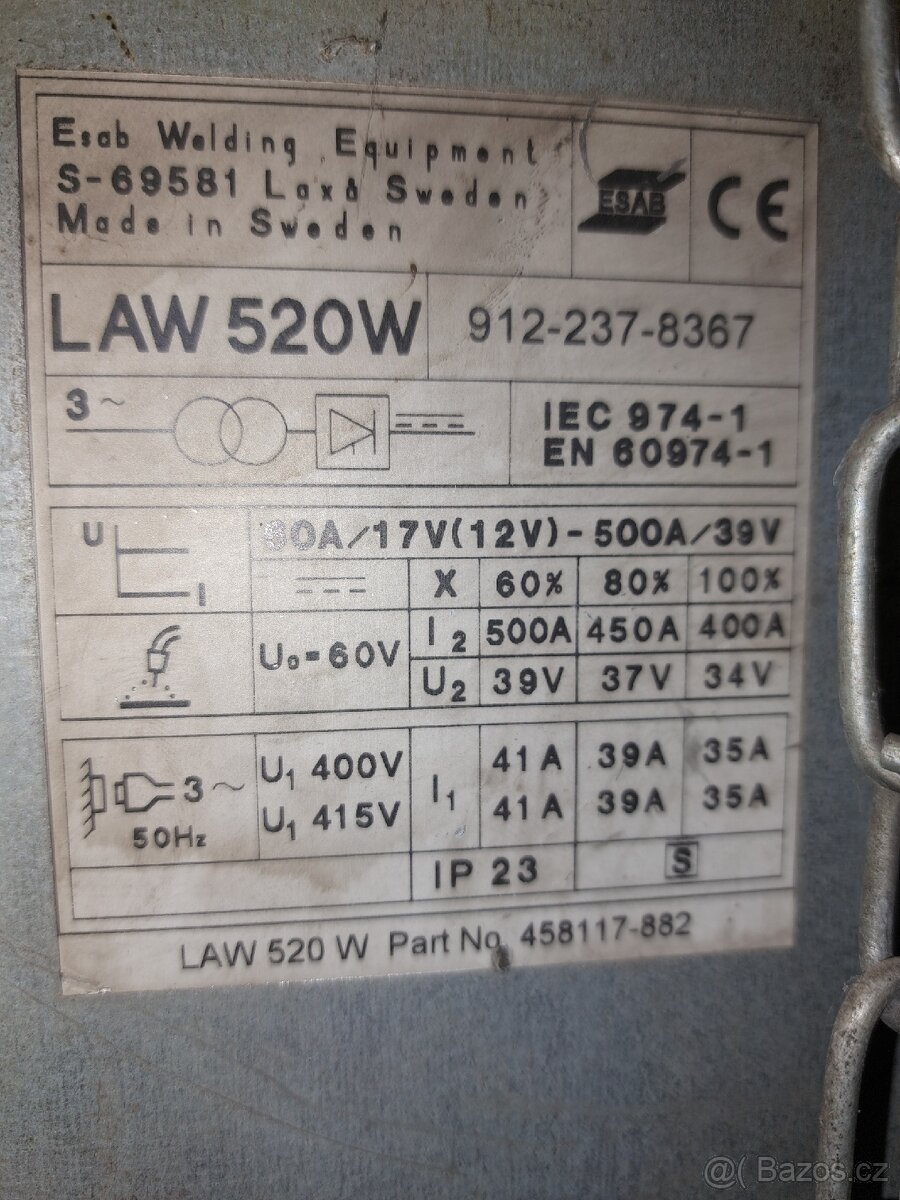 Esab Welding Equipment
S-69581 Laxå Sweden
Made in Sweden
ESAB
CE
LAW 520W
912-237-8367
3~
IEC 974-1
EN 60974-1
U
I
0A/17V(12V)-500A/39V
X 60% 80% 100%
U₀=60V
I₂ 500A 450A 400A
U₂ 39V 37V 34V
3~
50Hz
U₁ 400V
U₁ 415V
I₁
41A 39A 35A
41A 39A 35A
IP 23
S
LAW 520 W Part No 458117-882
@( Bazos.cz